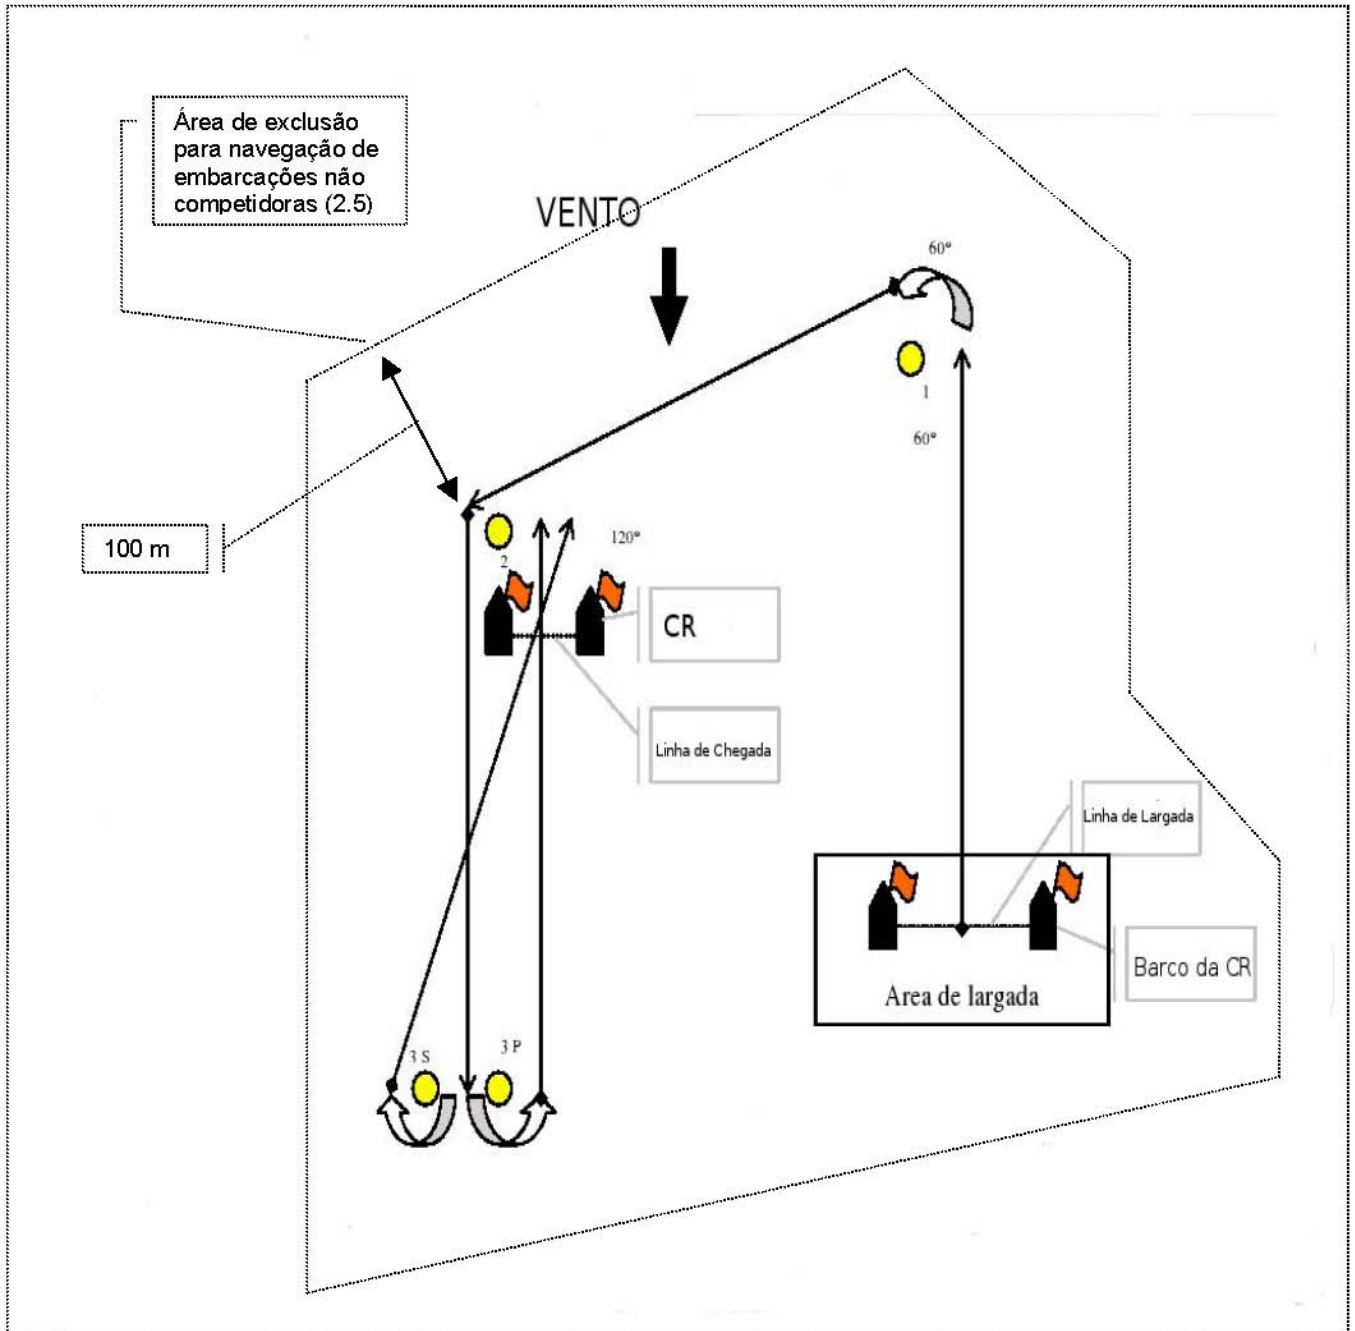 Área de exclusão
para navegação de
embarcações não
competidoras (2.5)
VENTO
60°
1
60°
100 m
2
120°
CR
Linha de Chegada
Linha de Largada
Barco da CR
Area de largada
3 S
3 P